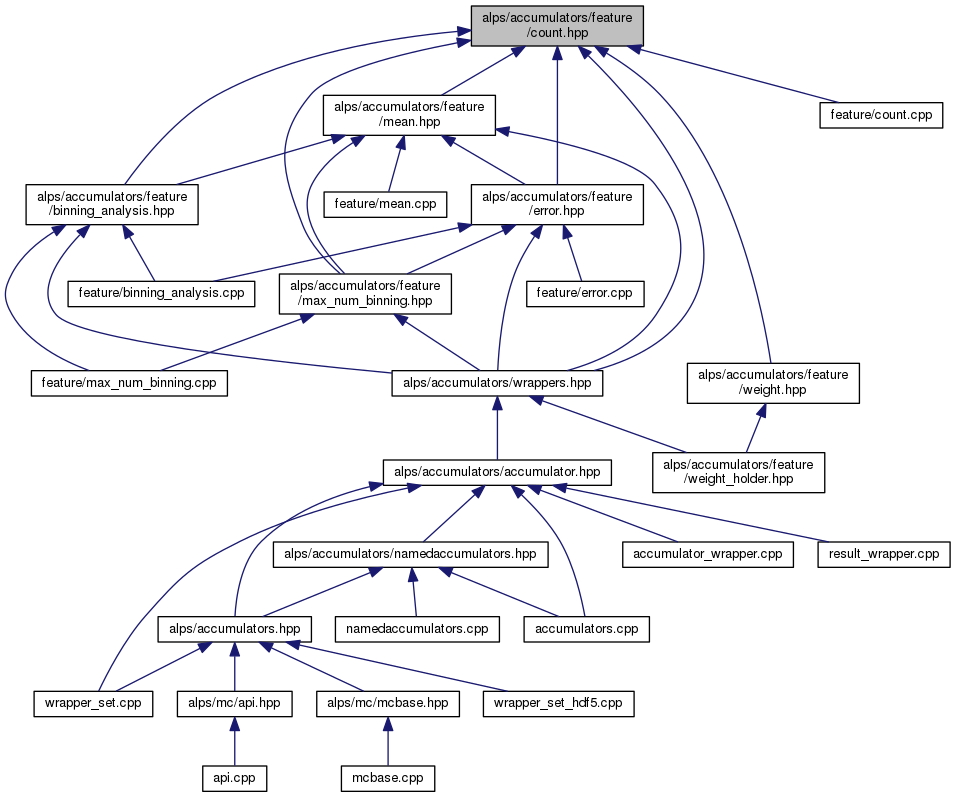 alps/accumulators/feature
/count.hpp
alps/accumulators/feature
/mean.hpp
feature/count.cpp
alps/accumulators/feature
/binning_analysis.hpp
feature/mean.cpp
alps/accumulators/feature
/error.hpp
feature/binning_analysis.cpp
alps/accumulators/feature
/max_num_binning.hpp
feature/error.cpp
feature/max_num_binning.cpp
alps/accumulators/wrappers.hpp
alps/accumulators/feature
/weight.hpp
alps/accumulators/accumulator.hpp
alps/accumulators/feature
/weight_holder.hpp
alps/accumulators/namedaccumulators.hpp
accumulator_wrapper.cpp
result_wrapper.cpp
alps/accumulators.hpp
namedaccumulators.cpp
accumulators.cpp
wrapper_set.cpp
alps/mc/api.hpp
alps/mc/mcbase.hpp
wrapper_set_hdf5.cpp
api.cpp
mcbase.cpp